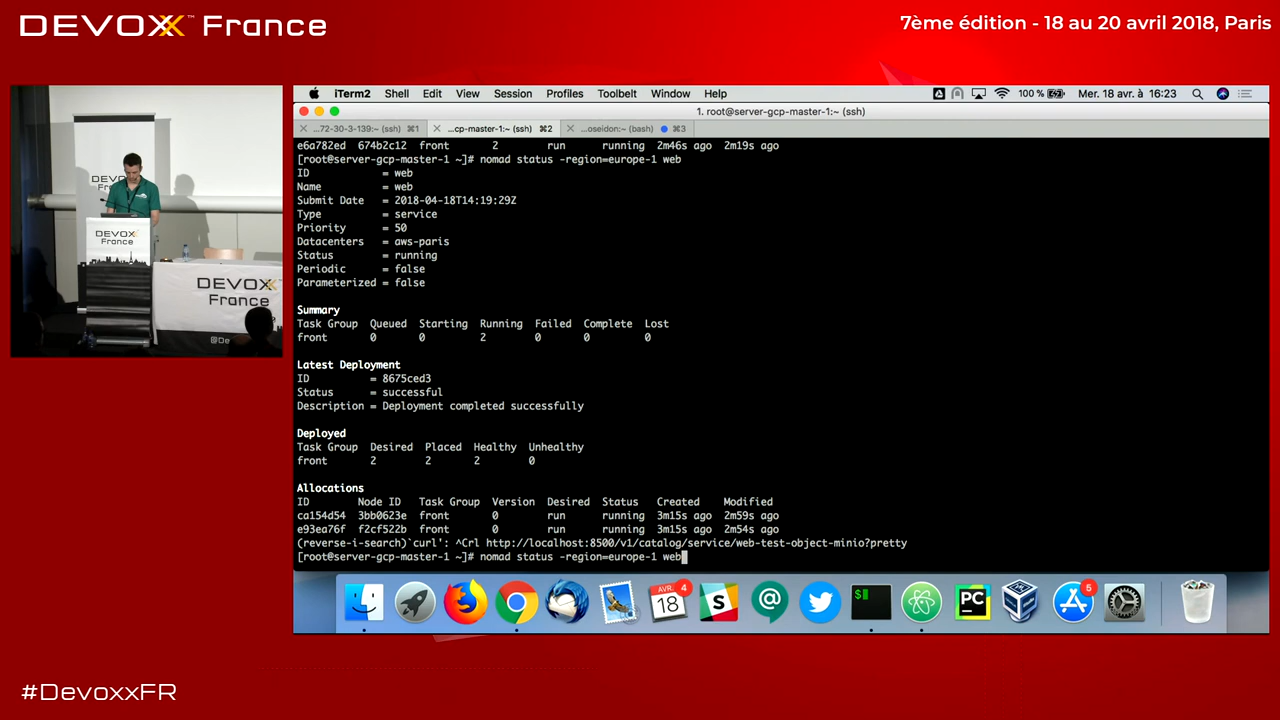 DEVOXX™ France
7ème édition - 18 au 20 avril 2018, Paris
DEVOXX
France
DEVOXX
France
iTerm2 Shell Edit View Session Profiles Toolbelt Window Help
100 % Mer. 18 avr. à 16:23
1. root@server-gcp-master-1:~ (ssh)
...72-30-3-139:~ (ssh) ⌘1 ...cp-master-1:~ (ssh) ⌘2 ...oseidon:~ (bash) ⌘3
e6a782ed 674b2c12 front 2 run running 2m46s ago 2m19s ago
[root@server-gcp-master-1 ~]# nomad status -region=europe-1 web
ID = web
Name = web
Submit Date = 2018-04-18T14:19:29Z
Type = service
Priority = 50
Datacenters = aws-paris
Status = running
Periodic = false
Parameterized = false
Summary
Task Group Queued Starting Running Failed Complete Lost
front 0 0 2 0 0 0
Latest Deployment
ID = 8675ced3
Status = successful
Description = Deployment completed successfully
Deployed
Task Group Desired Placed Healthy Unhealthy
front 2 2 2 0
Allocations
ID Node ID Task Group Version Desired Status Created Modified
ca154d54 3bb0623e front 0 run running 3m15s ago 2m59s ago
e93ea76f f2cf522b front 0 run running 3m15s ago 2m54s ago
(reverse-i-search)`curl': ^Crl http://localhost:8500/v1/catalog/service/web-test-object-minio?pretty
[root@server-gcp-master-1 ~]# nomad status -region=europe-1 web
4
18
S
@
$
PC
5
#DevoxxFR